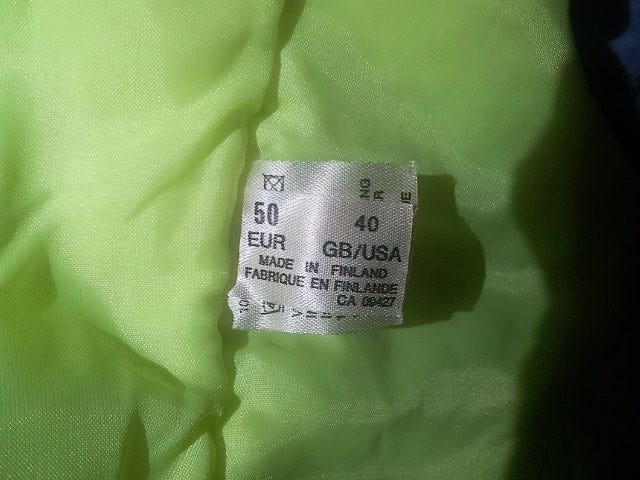 50 40
EUR GB/USA
MADE IN FINLAND
FABRIQUE EN FINLANDE
CA 09427